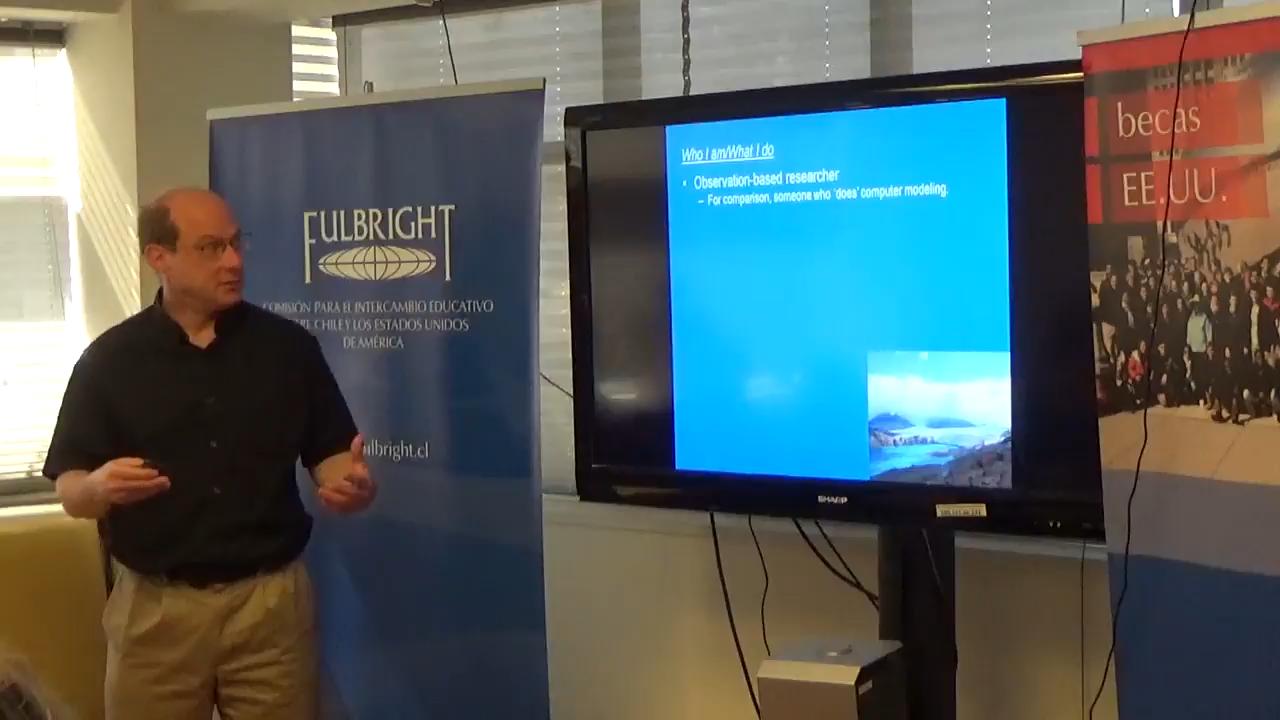 FULBRIGHT
COMISIÓN PARA EL INTERCAMBIO EDUCATIVO
CHILE Y LOS ESTADOS UNIDOS
DE AMÉRICA
ulbright.cl
Who I am/What I do
• Observation-based researcher
– For comparison, someone who 'does' computer modeling.
SHARP
becas
EE.UU.